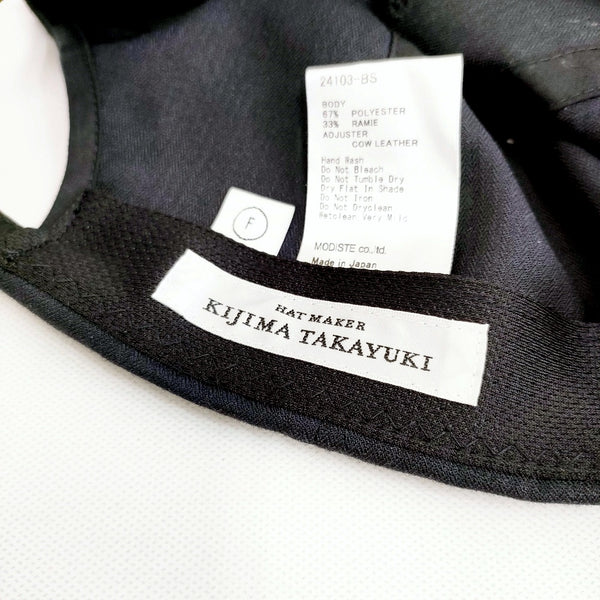 24103-BS
BODY
67% POLYESTER
33% RAMIE
ADJUSTER
COW LEATHER
Hand Wash
Do Not Bleach
Do Not Tumble Dry
Dry Flat In Shade
Do Not Iron
Do Not Dryclean
Wetclean Very Mild
MODISTE co.,ltd.
Made in Japan
F
HAT MAKER
KIJIMA TAKAYUKI